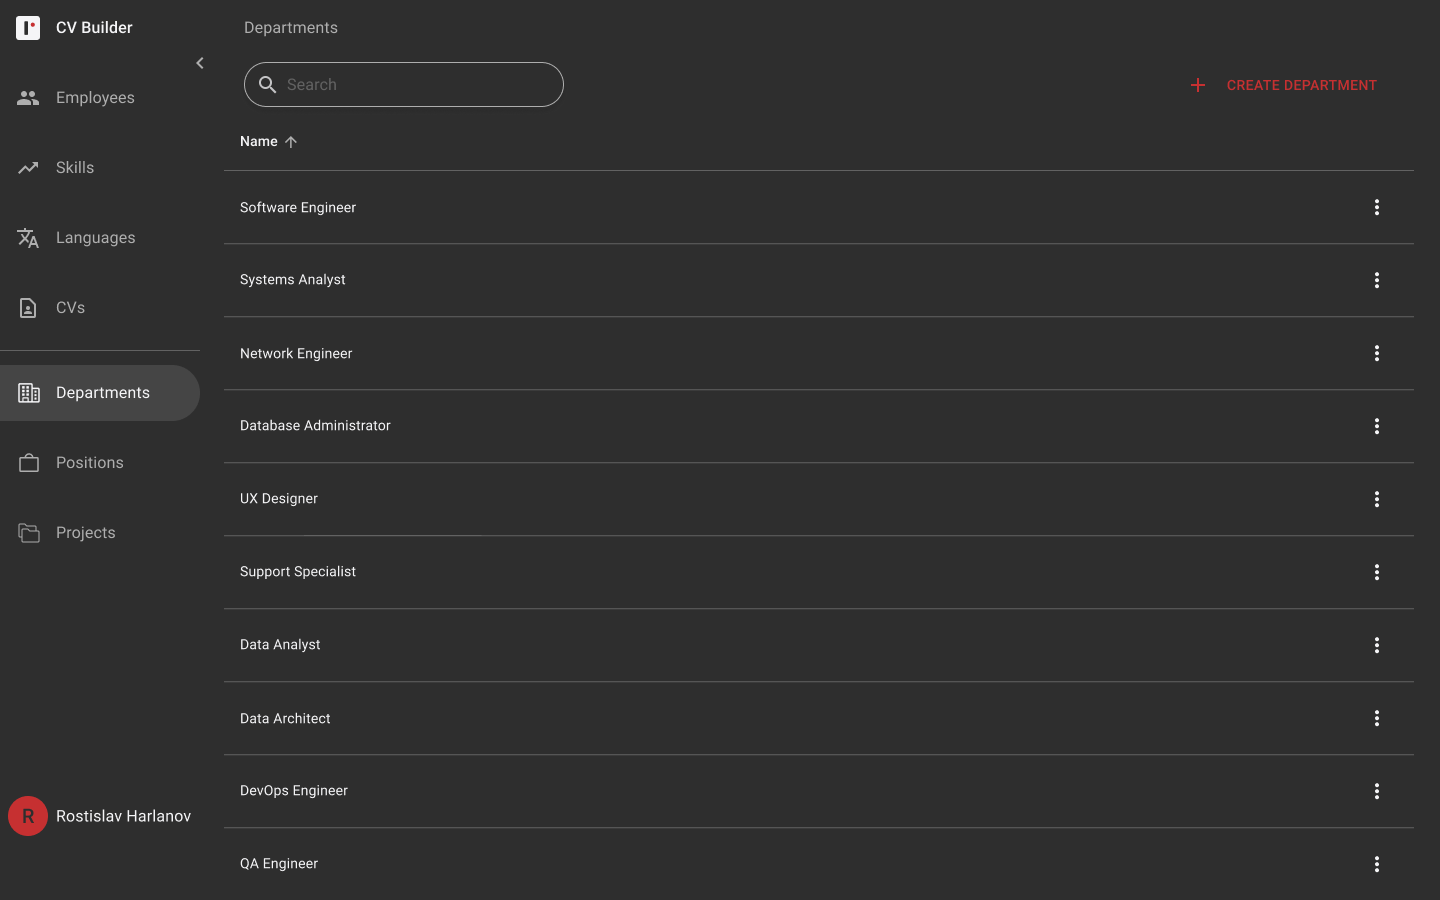 CV Builder
Employees
Skills
Languages
CVs
Departments
Positions
Projects
R
Rostislav Harlanov
Departments
Search
CREATE DEPARTMENT
Name
Software Engineer
Systems Analyst
Network Engineer
Database Administrator
UX Designer
Support Specialist
Data Analyst
Data Architect
DevOps Engineer
QA Engineer